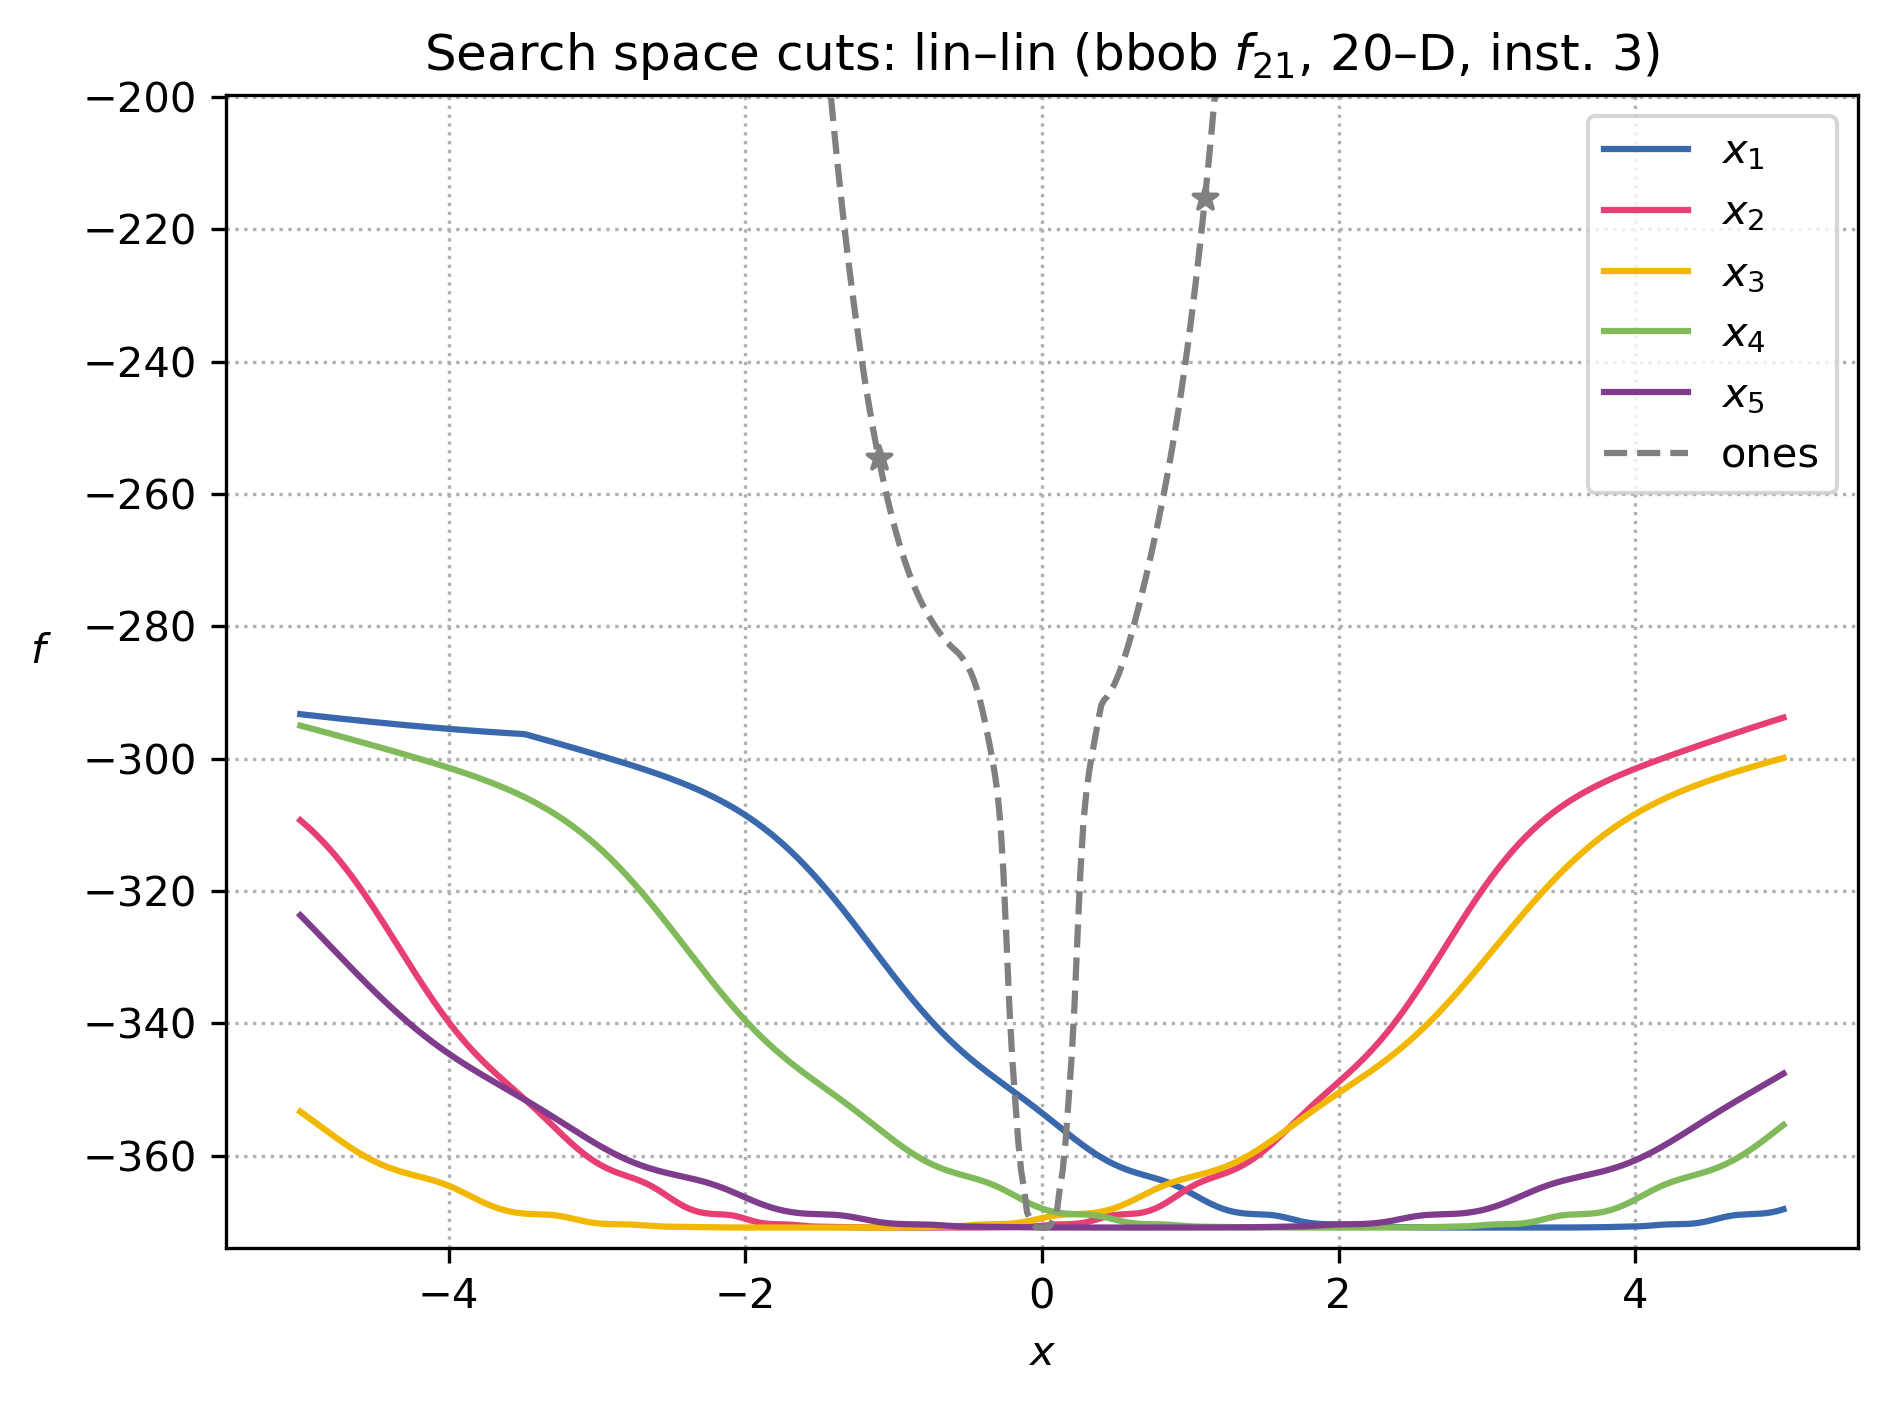 Search space cuts: lin–lin (bbob f₂₁, 20–D, inst. 3)
−200
−220
−240
−260
−280
−300
−320
−340
−360
f
x₁
x₂
x₃
x₄
x₅
ones
−4 −2 0 2 4
x